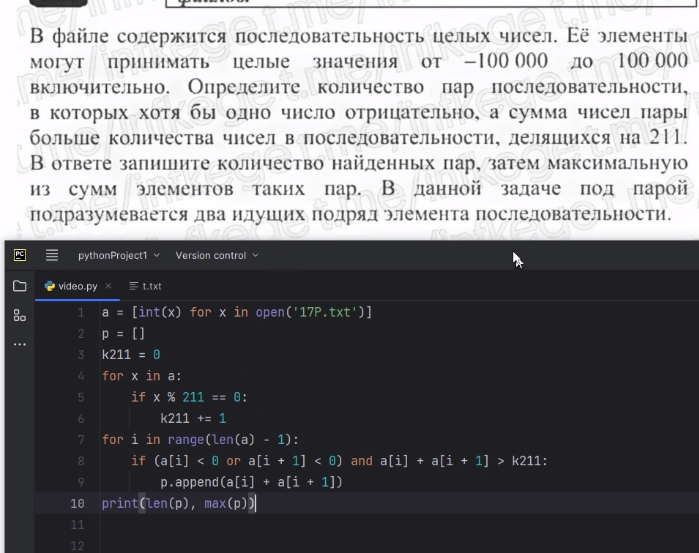 файлов.
В файле содержится последовательность целых чисел. Её элементы
могут принимать целые значения от −100 000 до 100 000
включительно. Определите количество пар последовательности,
в которых хотя бы одно число отрицательно, а сумма чисел пары
больше количества чисел в последовательности, делящихся на 211.
В ответе запишите количество найденных пар, затем максимальную
из сумм элементов таких пар. В данной задаче под парой
подразумевается два идущих подряд элемента последовательности.
PC pythonProject1 Version control
video.py t.txt
1 a = [int(x) for x in open('17P.txt')]
2 p = []
3 k211 = 0
4 for x in a:
5 if x % 211 == 0:
6 k211 += 1
7 for i in range(len(a) - 1):
8 if (a[i] < 0 or a[i + 1] < 0) and a[i] + a[i + 1] > k211:
9 p.append(a[i] + a[i + 1])
10 print(len(p), max(p))
11
12